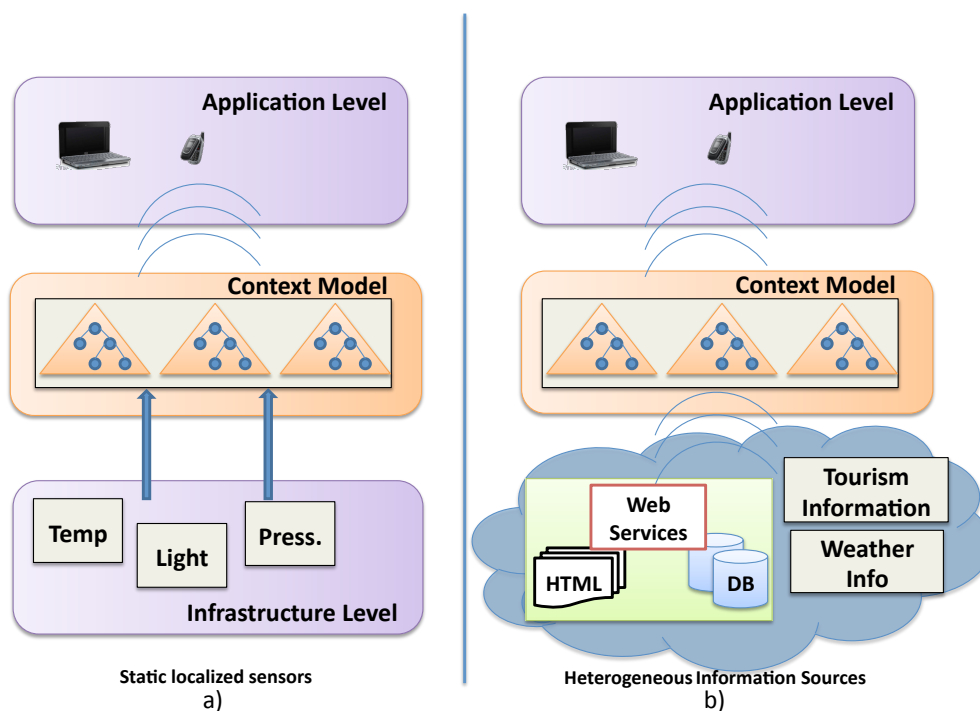 Application Level
Context Model
Temp
Light
Press.
Infrastructure Level
Static localized sensors
a)
Application Level
Context Model
Web
Services
HTML
DB
Tourism
Information
Weather
Info
Heterogeneous Information Sources
b)